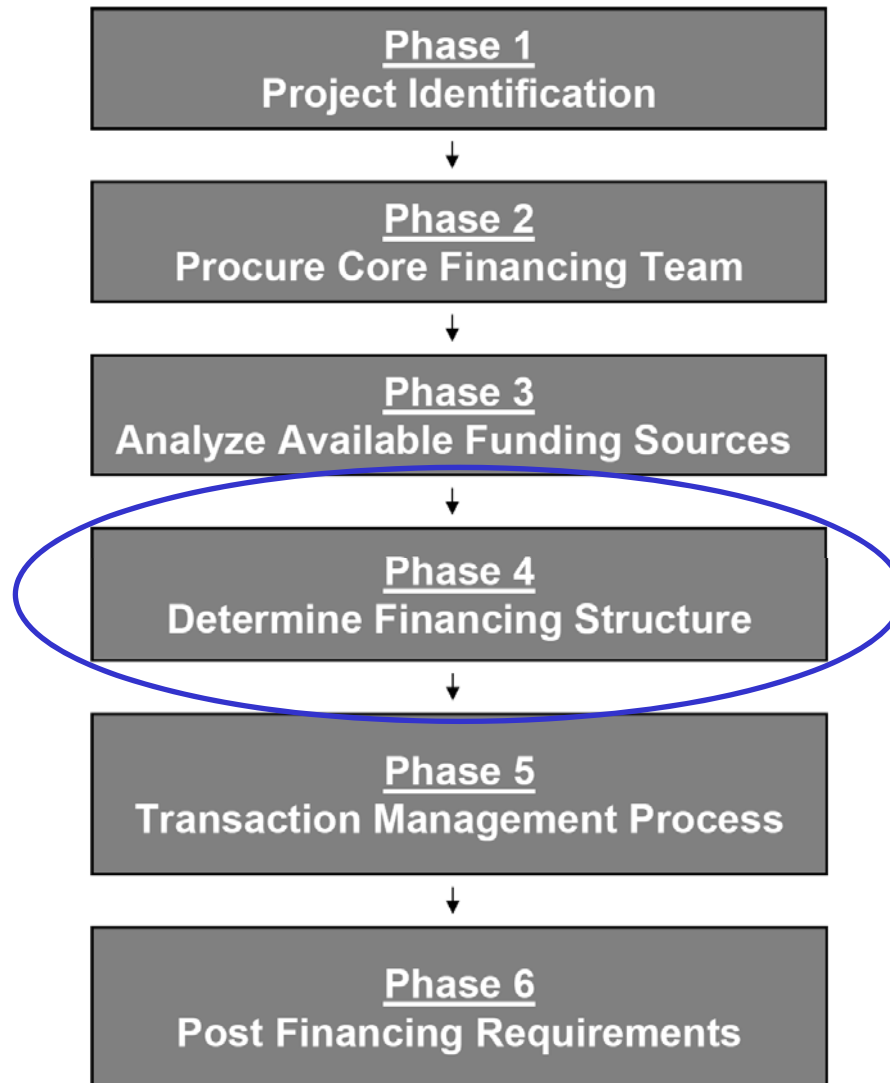 Phase 1
Project Identification
Phase 2
Procure Core Financing Team
Phase 3
Analyze Available Funding Sources
Phase 4
Determine Financing Structure
Phase 5
Transaction Management Process
Phase 6
Post Financing Requirements